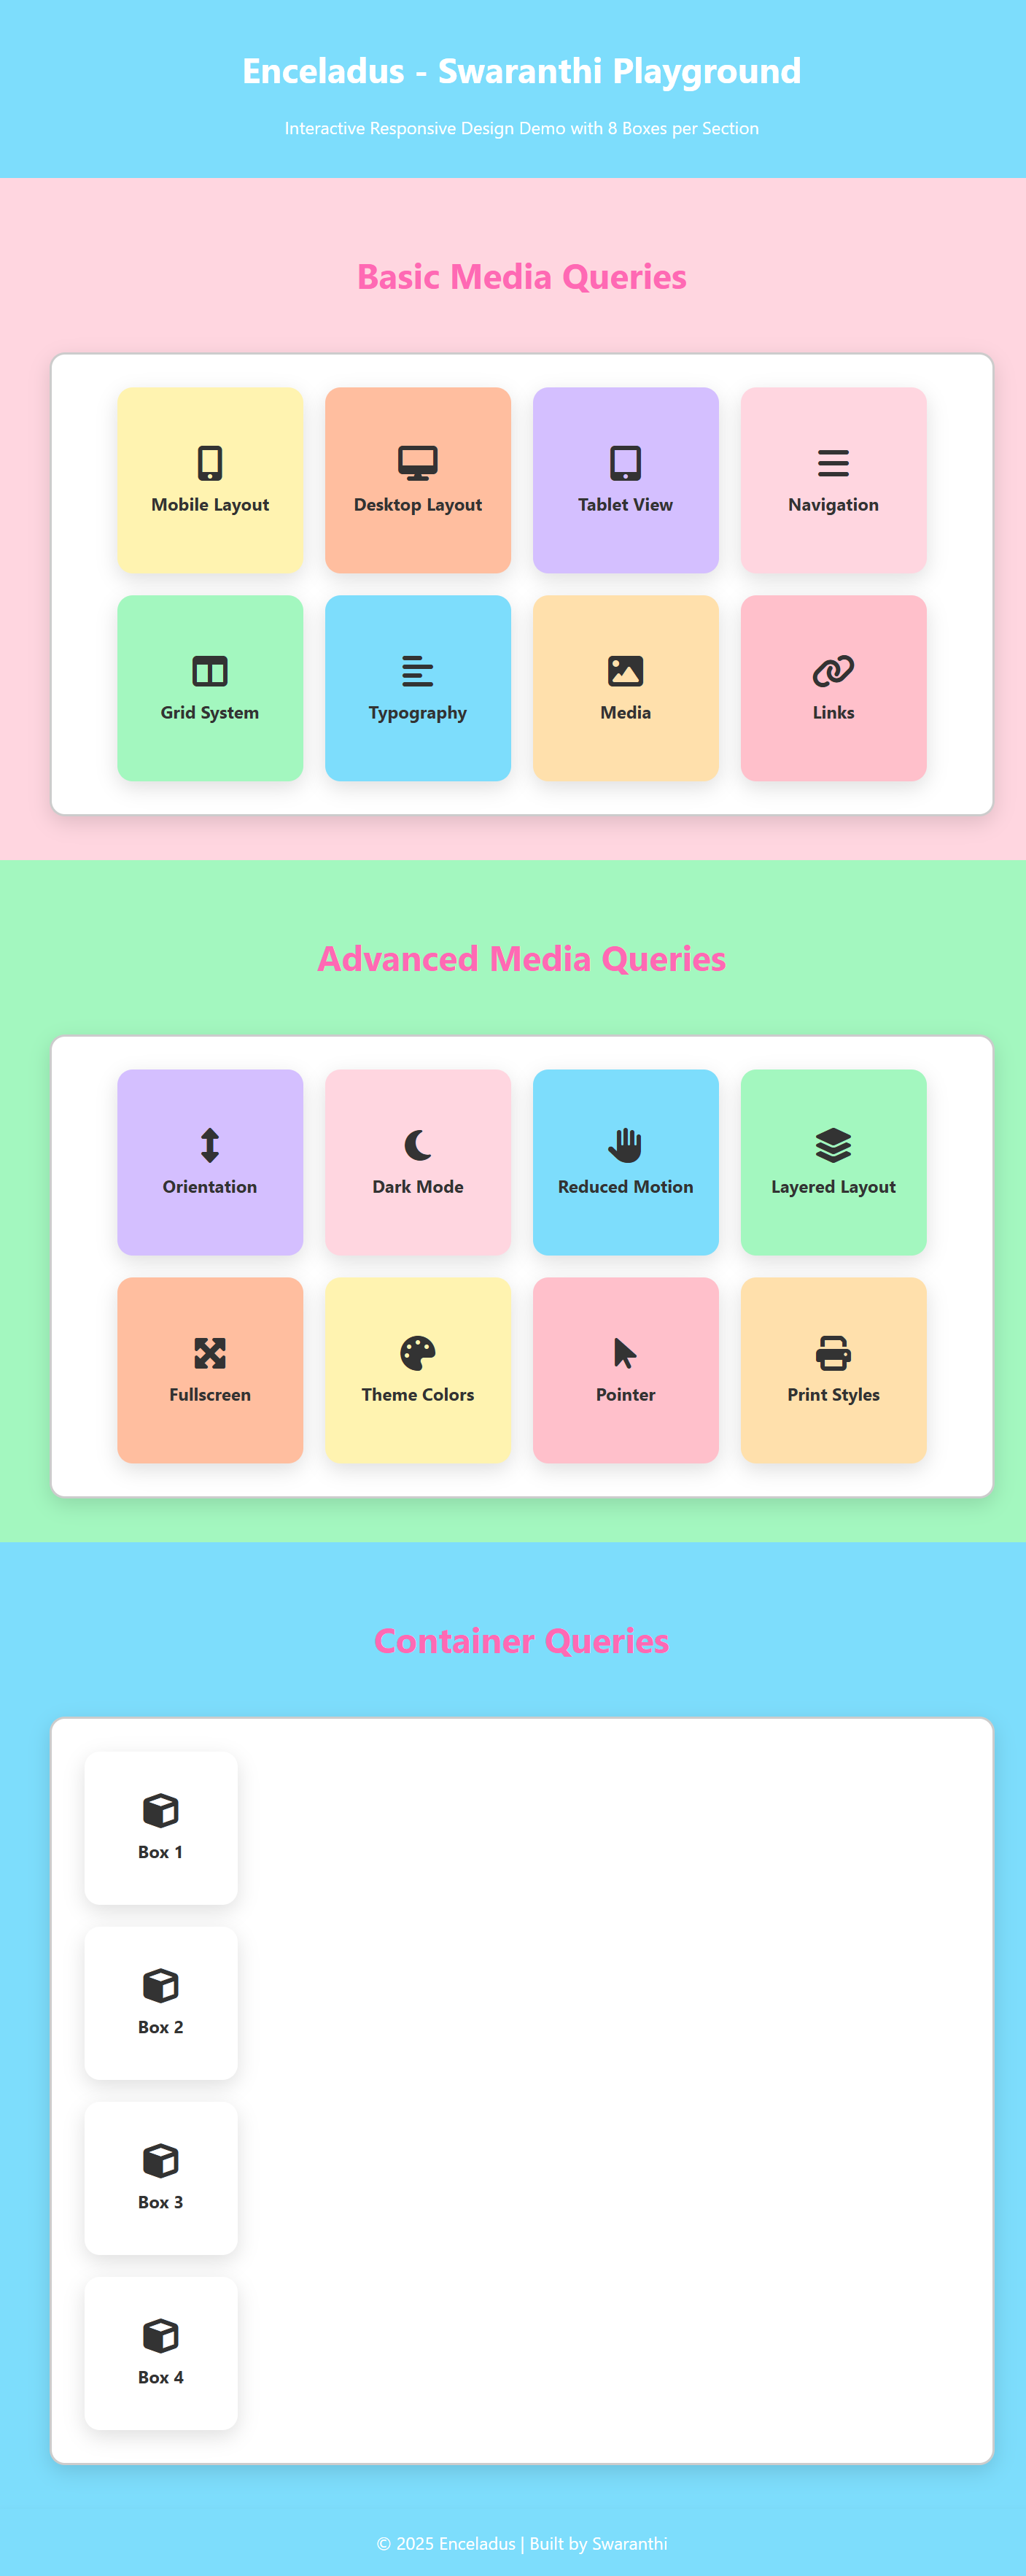 Enceladus - Swaranthi Playground
Interactive Responsive Design Demo with 8 Boxes per Section
Basic Media Queries
Mobile Layout
Desktop Layout
Tablet View
Navigation
Grid System
Typography
Media
Links
Advanced Media Queries
Orientation
Dark Mode
Reduced Motion
Layered Layout
Fullscreen
Theme Colors
Pointer
Print Styles
Container Queries
Box 1
Box 2
Box 3
Box 4
© 2025 Enceladus | Built by Swaranthi